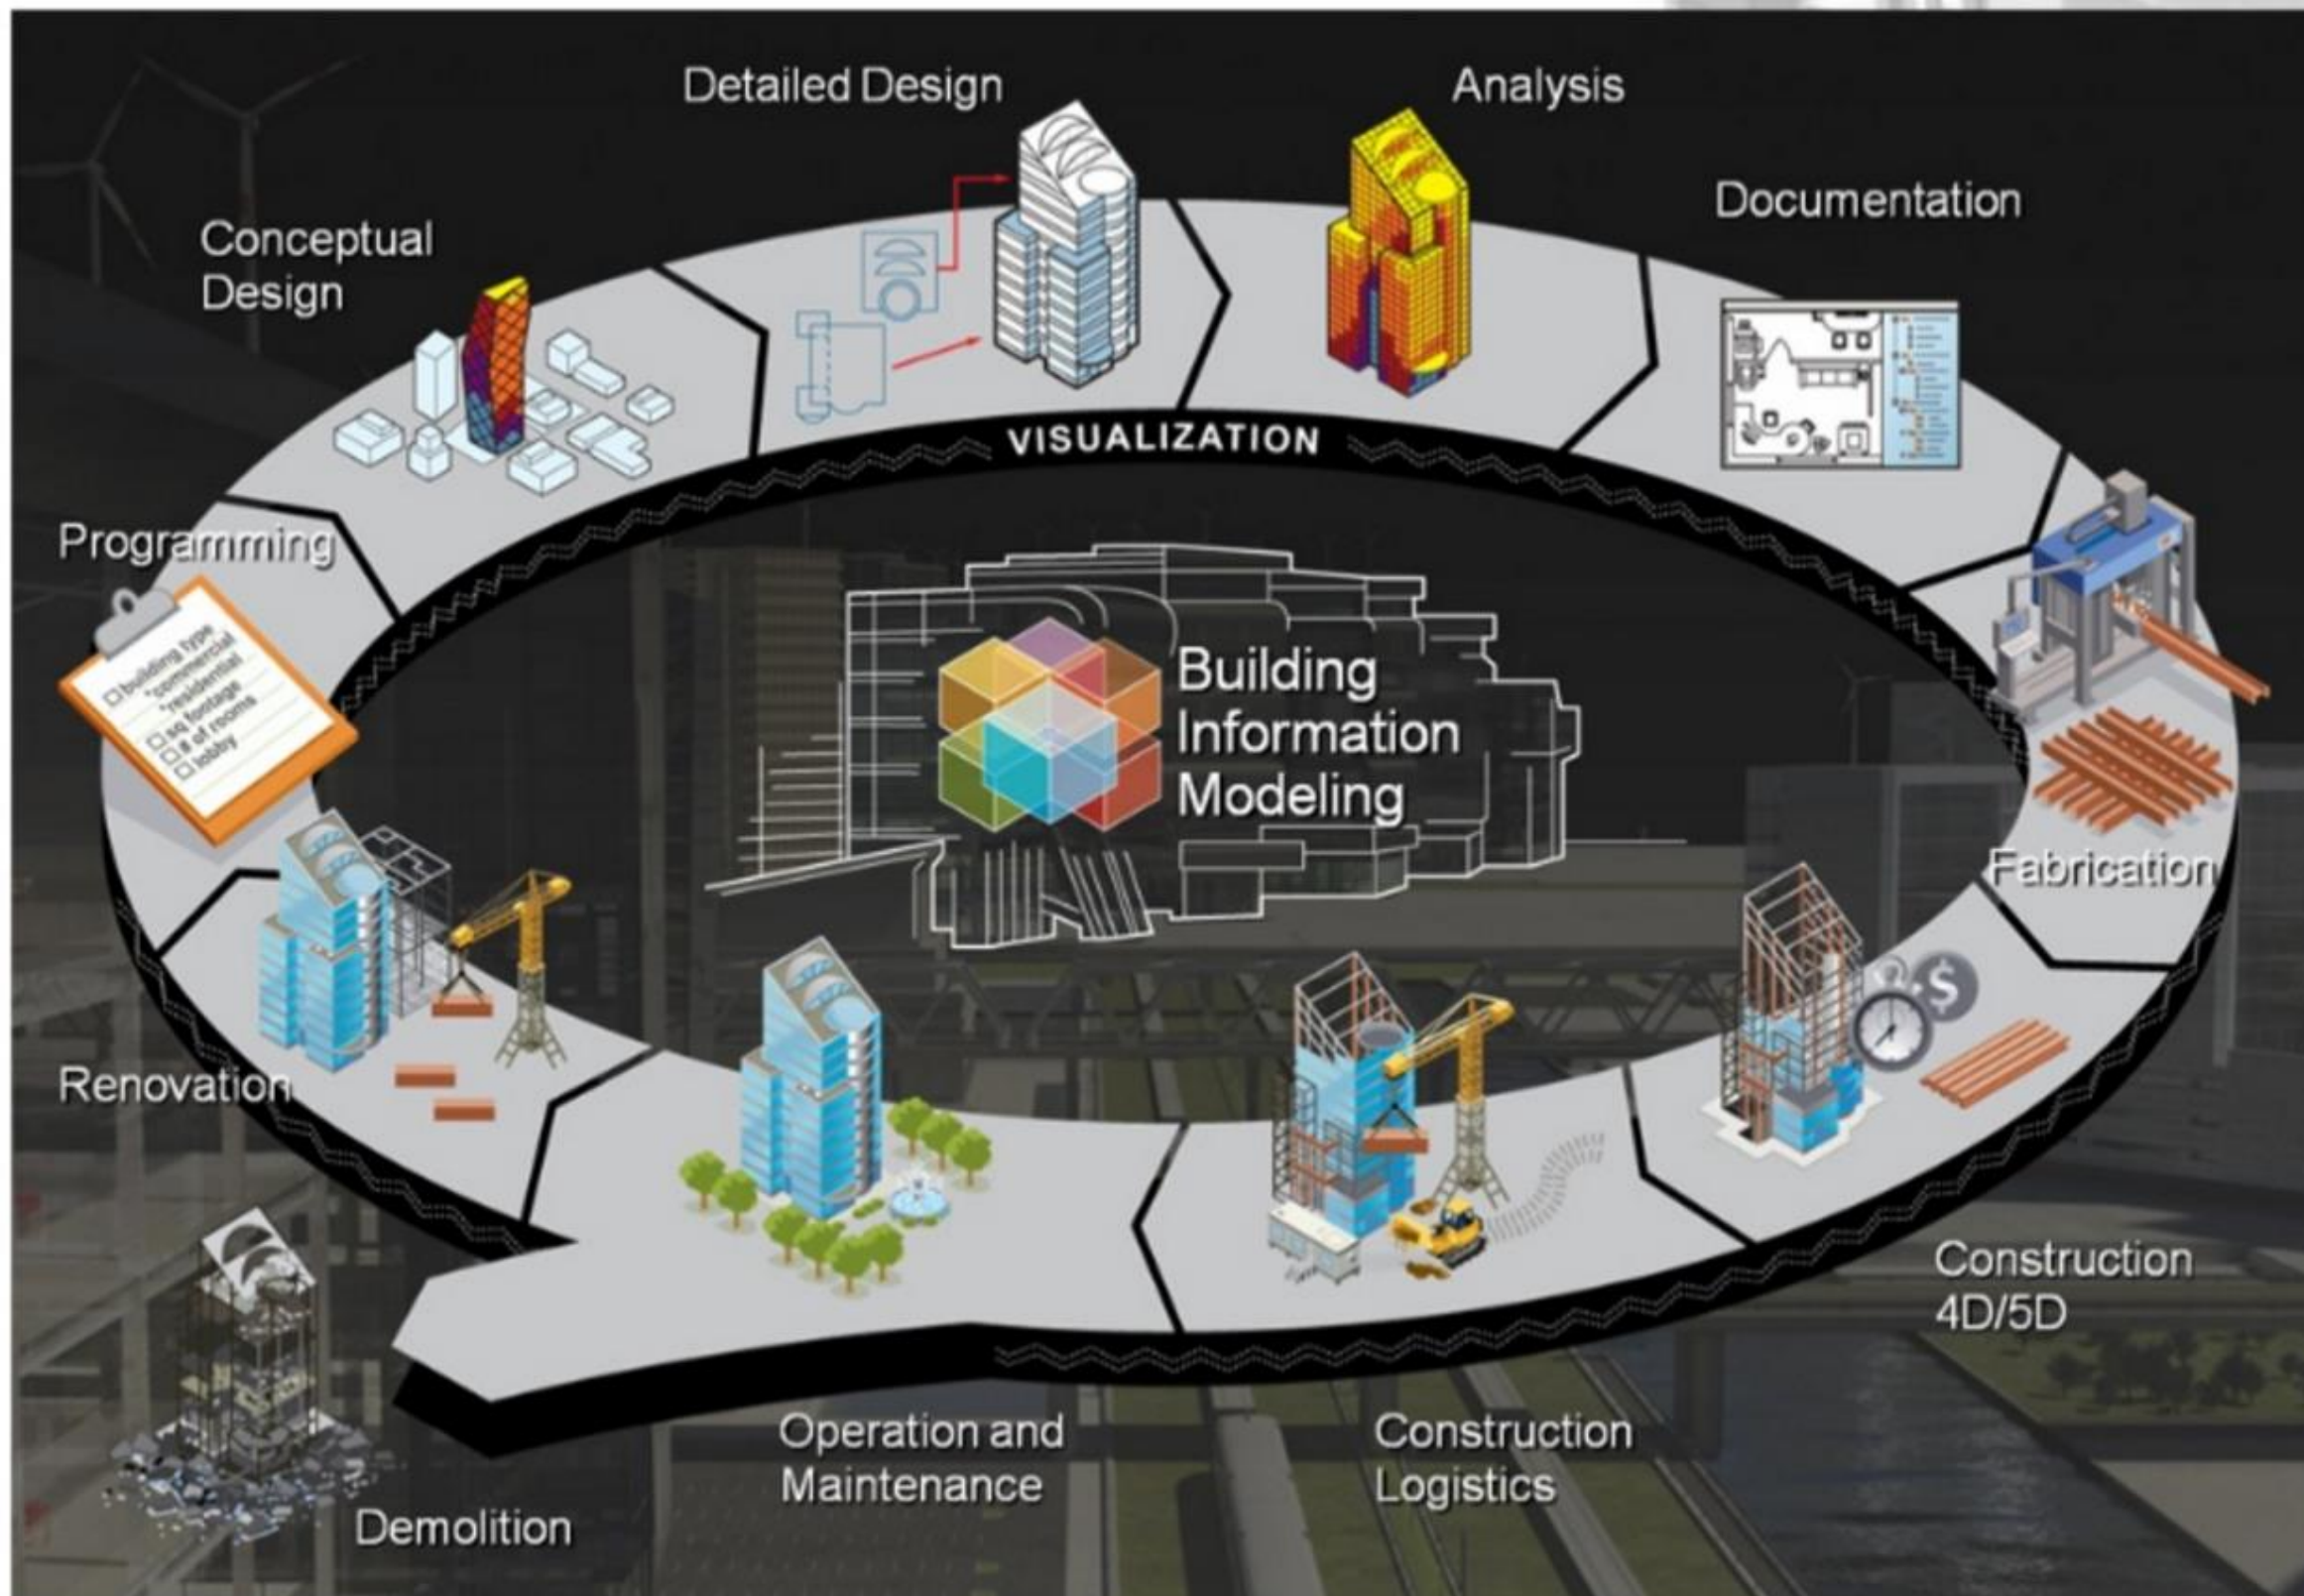 Detailed Design
Analysis
Documentation
Conceptual
Design
VISUALIZATION
Programming
☐ building type
*commercial
*residential
☐ sq footage
☐ # of rooms
☐ lobby
Building
Information
Modeling
Fabrication
$
Renovation
Construction
4D/5D
Operation and
Maintenance
Construction
Logistics
Demolition